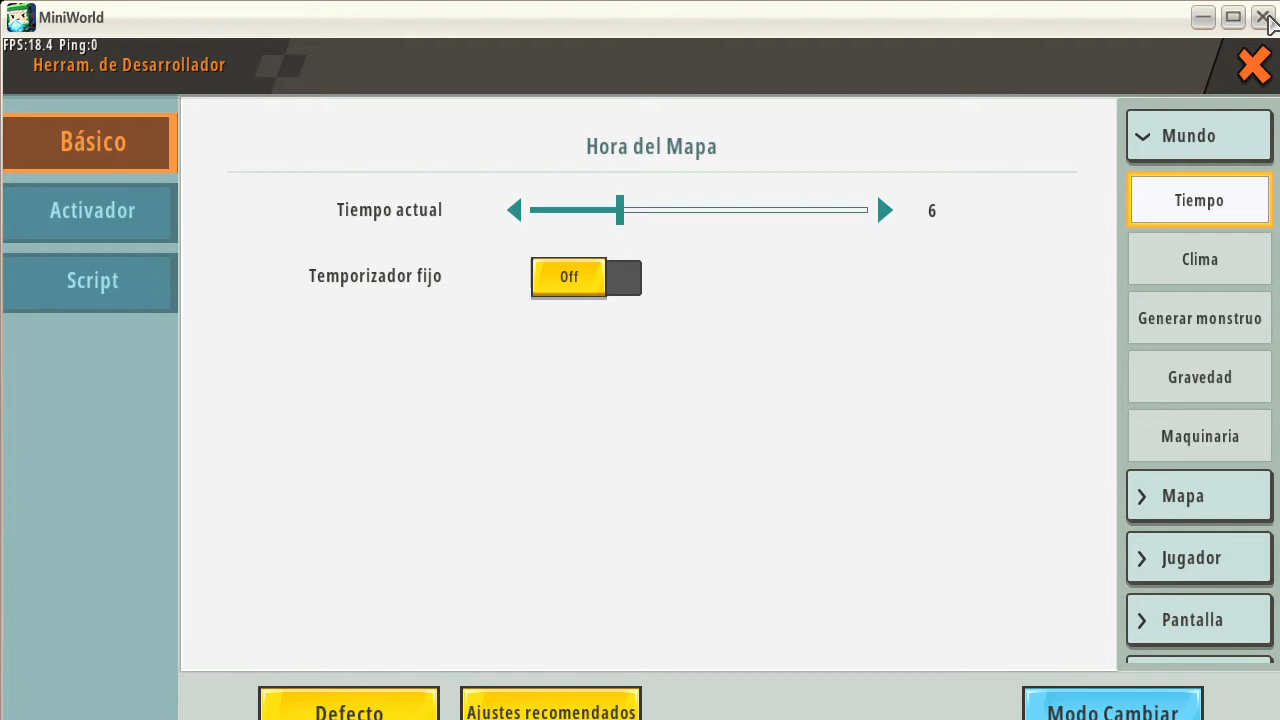 MiniWorld
FPS:18.4 Ping:0
Herram. de Desarrollador
Básico
Activador
Script
Hora del Mapa
Tiempo actual
6
Temporizador fijo
Off
Mundo
Tiempo
Clima
Generar monstruo
Gravedad
Maquinaria
Mapa
Jugador
Pantalla
Defecto
Ajustes recomendados
Modo Cambiar